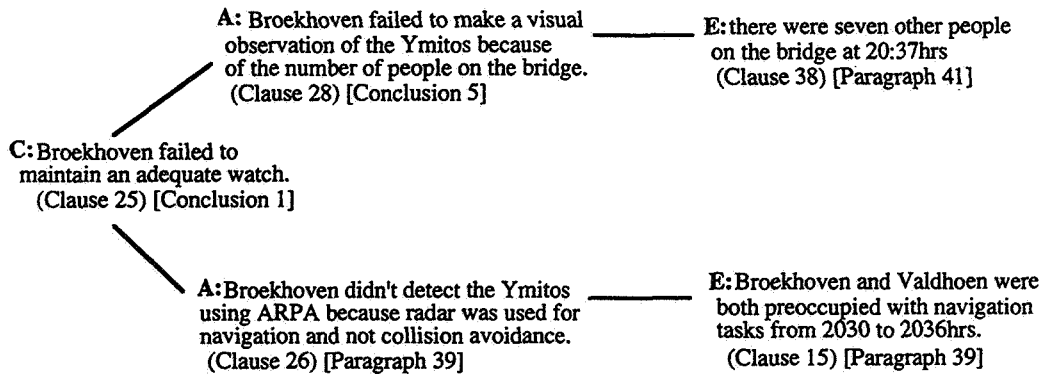 A: Broekhoven failed to make a visual
observation of the Ymitos because
of the number of people on the bridge.
(Clause 28) [Conclusion 5]
E: there were seven other people
on the bridge at 20:37hrs
(Clause 38) [Paragraph 41]
C: Broekhoven failed to
maintain an adequate watch.
(Clause 25) [Conclusion 1]
A: Broekhoven didn't detect the Ymitos
using ARPA because radar was used for
navigation and not collision avoidance.
(Clause 26) [Paragraph 39]
E: Broekhoven and Valdhoen were
both preoccupied with navigation
tasks from 2030 to 2036hrs.
(Clause 15) [Paragraph 39]